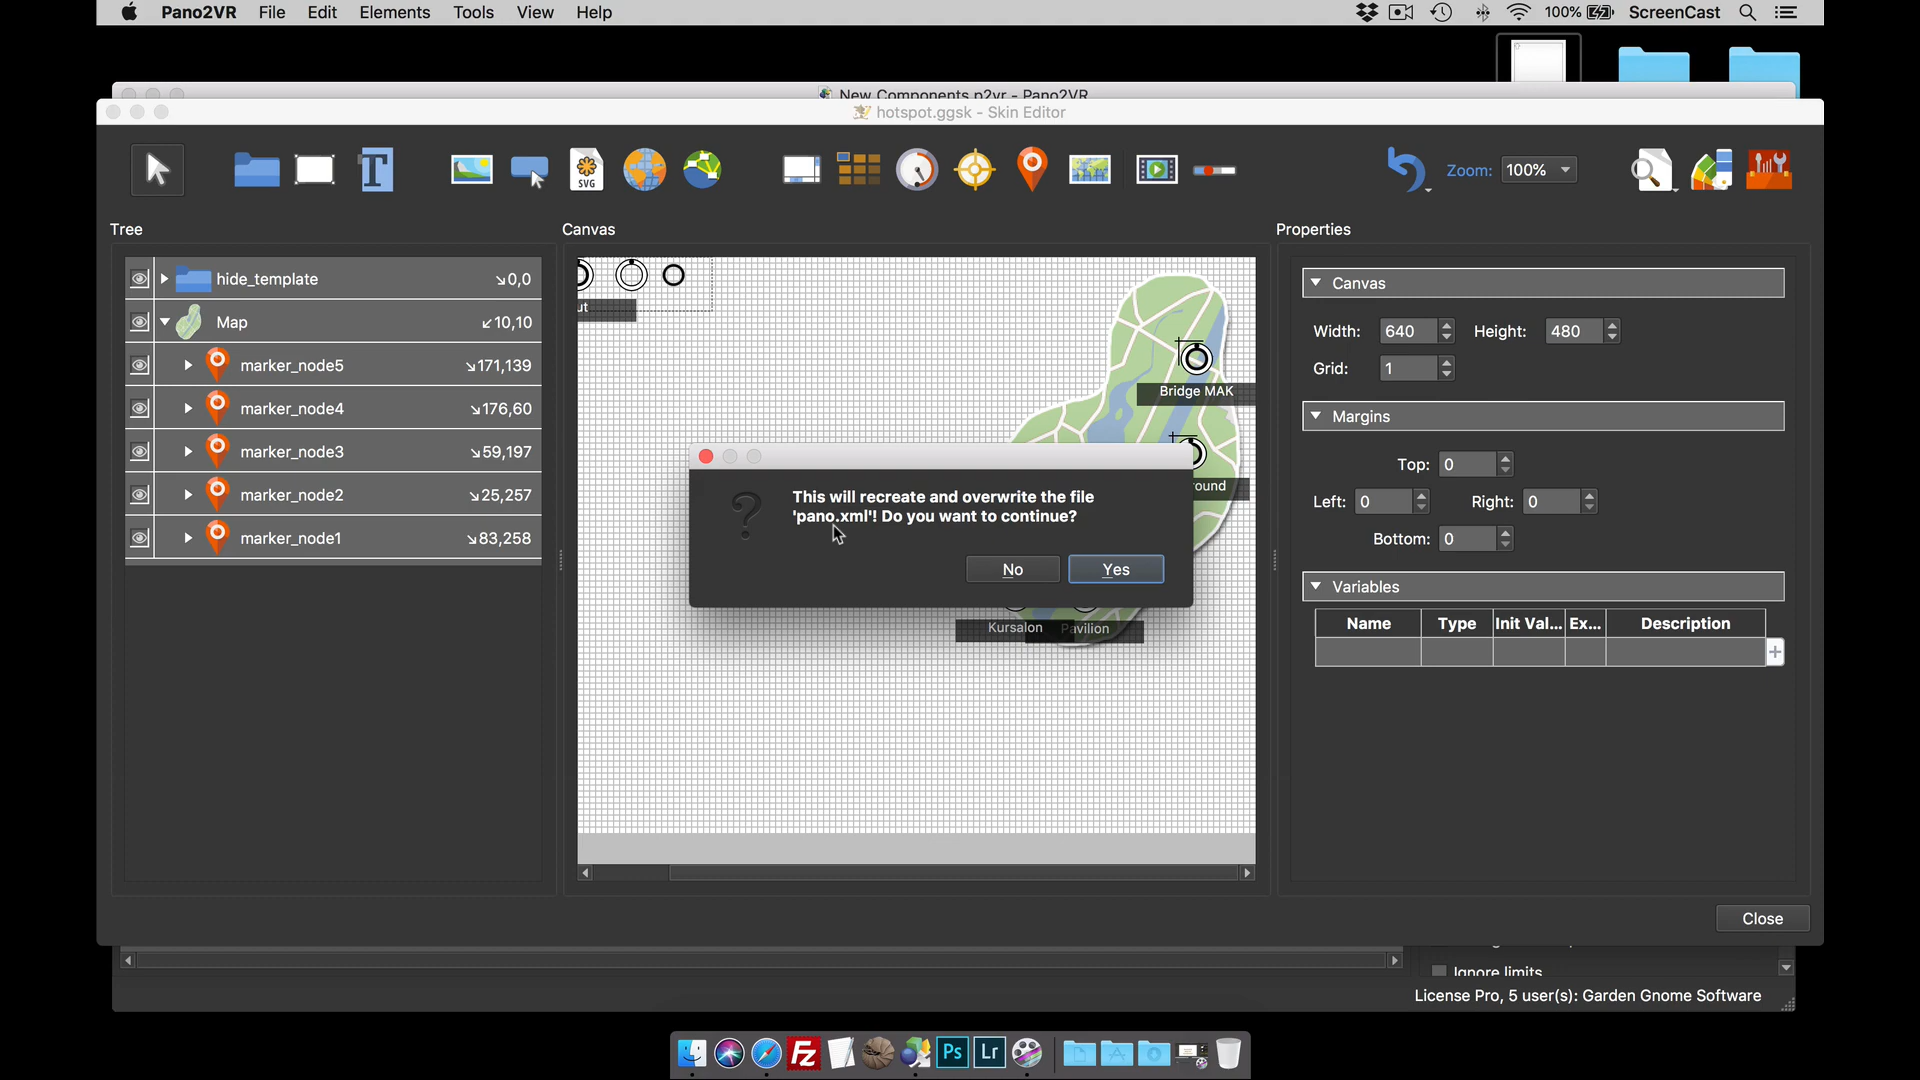 Pano2VR File Edit Elements Tools View Help
100% ScreenCast
New Components.p2vr - Pano2VR
hotspot.ggsk - Skin Editor
T
SVG
Zoom: 100%
Tree
Canvas
Properties
hide_template 0,0
Map 10,10
marker_node5 171,139
marker_node4 176,60
marker_node3 59,197
marker_node2 25,257
marker_node1 83,258
ut
Bridge MAK
ound
Kursalon
Pavilion
This will recreate and overwrite the file
'pano.xml'! Do you want to continue?
No
Yes
Canvas
Width: 640 Height: 480
Grid: 1
Margins
Top: 0
Left: 0 Right: 0
Bottom: 0
Variables
Name Type Init Val... Ex... Description
Close
Ignore limits
License Pro, 5 user(s): Garden Gnome Software
Fz
Ps
Lr